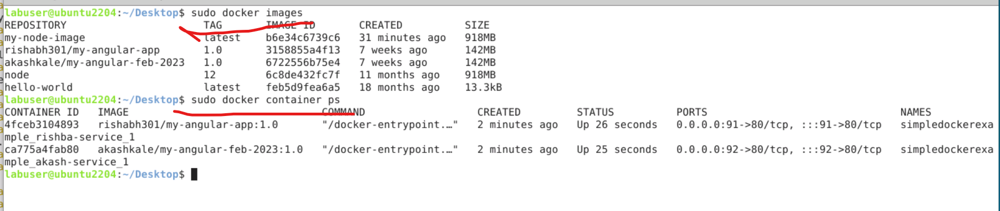 labuser@ubuntu2204:~/Desktop$ sudo docker images
REPOSITORY TAG IMAGE ID CREATED SIZE
my-node-image latest b6e34c6739c6 31 minutes ago 918MB
rishabh301/my-angular-app 1.0 3158855a4f13 7 weeks ago 142MB
akashkale/my-angular-feb-2023 1.0 6722556b75e4 7 weeks ago 142MB
node 12 6c8de432fc7f 11 months ago 918MB
hello-world latest feb5d9fea6a5 18 months ago 13.3kB
labuser@ubuntu2204:~/Desktop$ sudo docker container ps
CONTAINER ID IMAGE COMMAND CREATED STATUS PORTS NAMES
4fceb3104893 rishabh301/my-angular-app:1.0 "/docker-entrypoint.…" 2 minutes ago Up 26 seconds 0.0.0.0:91->80/tcp, :::91->80/tcp simpledockerexa
mple_rishba-service_1
ca775a4fab80 akashkale/my-angular-feb-2023:1.0 "/docker-entrypoint.…" 2 minutes ago Up 25 seconds 0.0.0.0:92->80/tcp, :::92->80/tcp simpledockerexa
mple_akash-service_1
labuser@ubuntu2204:~/Desktop$